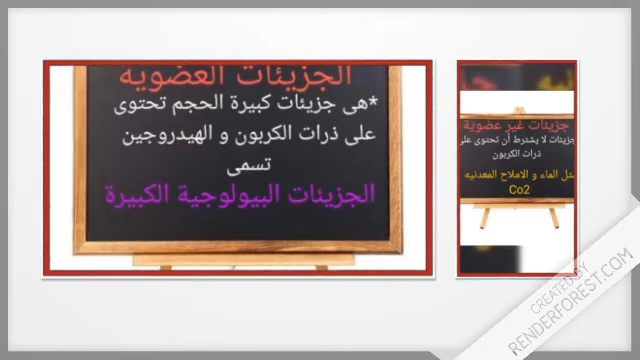 الجزيئات العضوية
*هى جزيئات كبيرة الحجم تحتوى
على ذرات الكربون و الهيدروجين
تسمى
الجزيئات البيولوجية الكبيرة
جزيئات غير عضوية
جزيئات لا يشترط أن تحتوى على
ذرات الكربون
مثل الماء و الاملاح المعدنيه
Co2
CREATED BY
RENDERFOREST.COM